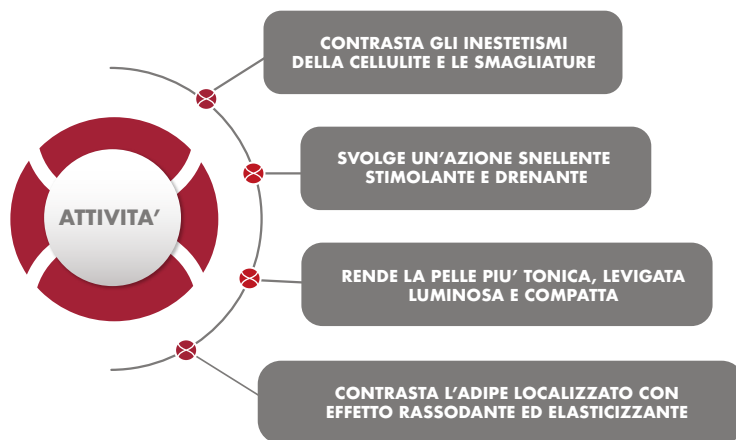 CONTRASTA GLI INESTETISMI
DELLA CELLULITE E LE SMAGLIATURE
SVOLGE UN'AZIONE SNELLENTE
STIMOLANTE E DRENANTE
ATTIVITA'
RENDE LA PELLE PIU' TONICA, LEVIGATA
LUMINOSA E COMPATTA
CONTRASTA L'ADIPE LOCALIZZATO CON
EFFETTO RASSODANTE ED ELASTICIZZANTE